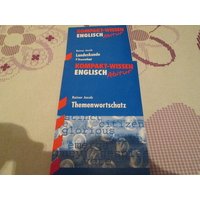 KOMPAKT-WISSEN
ENGLISCH Abitur
Rainer Jacob
Landeskunde
KOMPAKT-WISSEN
ENGLISCH Abitur
Rainer Jacob
Themenwortschatz
citizen
glorious